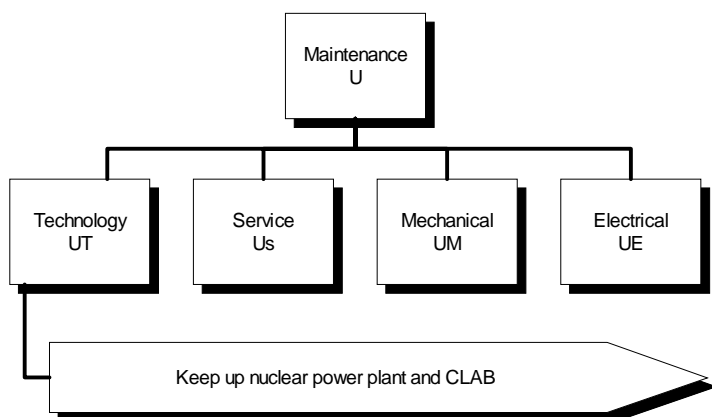 Maintenance
U
Technology
UT
Service
Us
Mechanical
UM
Electrical
UE
Keep up nuclear power plant and CLAB